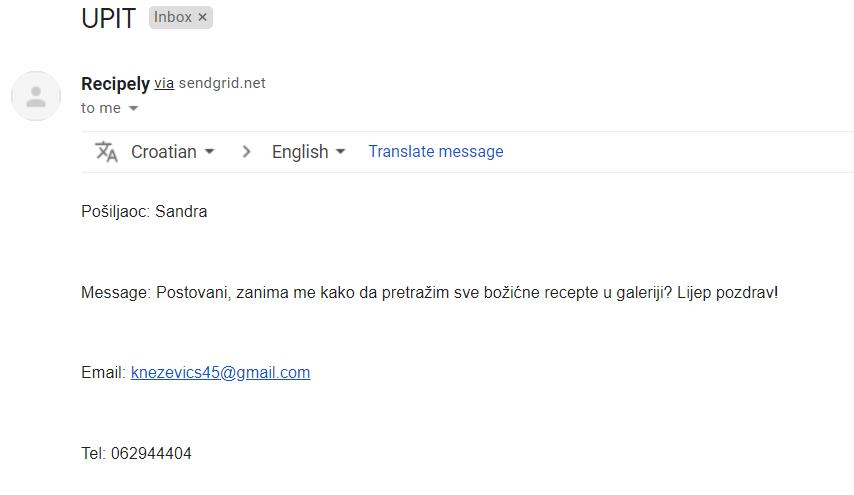 UPIT Inbox ×
Recipely via sendgrid.net
to me
Croatian > English Translate message
Pošiljaoc: Sandra
Message: Postovani, zanima me kako da pretražim sve božićne recepte u galeriji? Lijep pozdrav!
Email: knezevics45@gmail.com
Tel: 062944404